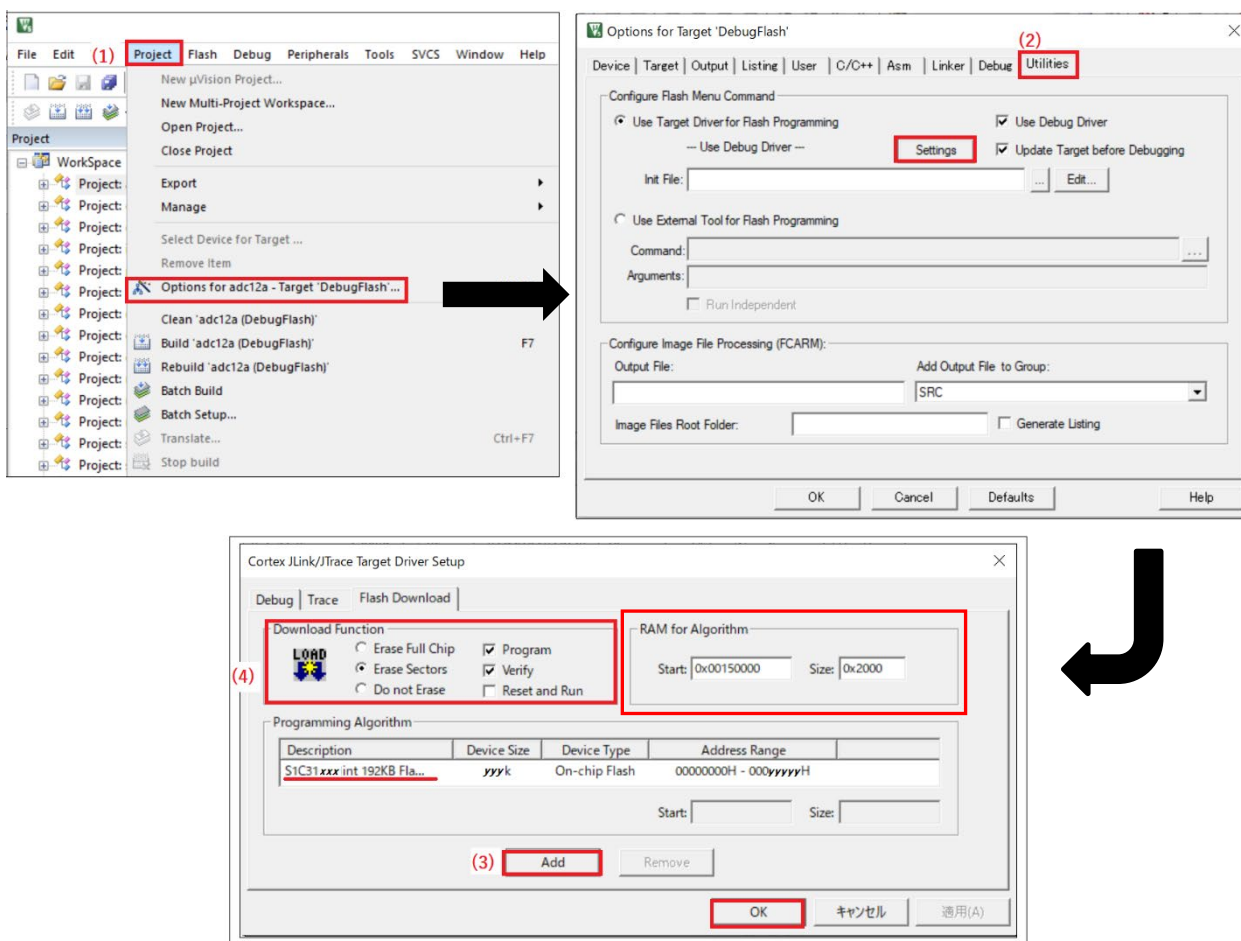 File Edit (1) Project Flash Debug Peripherals Tools SVCS Window Help
New µVision Project...
New Multi-Project Workspace...
Open Project...
Close Project
Export
Manage
Select Device for Target ...
Remove Item
Options for adc12a - Target 'DebugFlash'...
Clean 'adc12a (DebugFlash)'
Build 'adc12a (DebugFlash)' F7
Rebuild 'adc12a (DebugFlash)'
Batch Build
Batch Setup...
Translate... Ctrl+F7
Stop build
Project
WorkSpace
Project:
Project:
Project:
Project:
Project:
Project:
Project:
Project:
Project:
Project:
Project:
Project:
Project:
Project:
Options for Target 'DebugFlash'
(2)
Device Target Output Listing User C/C++ Asm Linker Debug Utilities
Configure Flash Menu Command
Use Target Driver for Flash Programming Use Debug Driver
--- Use Debug Driver --- Settings Update Target before Debugging
Init File: ... Edit...
Use External Tool for Flash Programming
Command: ...
Arguments:
Run Independent
Configure Image File Processing (FCARM):
Output File: Add Output File to Group:
SRC
Image Files Root Folder: Generate Listing
OK Cancel Defaults Help
Cortex JLink/JTrace Target Driver Setup
Debug Trace Flash Download
(4)
Download Function
LOAD
Erase Full Chip Program
Erase Sectors Verify
Do not Erase Reset and Run
RAM for Algorithm
Start: 0x00150000 Size: 0x2000
Programming Algorithm
Description Device Size Device Type Address Range
S1C31xxx int 192KB Fla... yyyk On-chip Flash 00000000H - 000yyyyyH
Start: Size:
(3) Add Remove
OK キャンセル 適用(A)